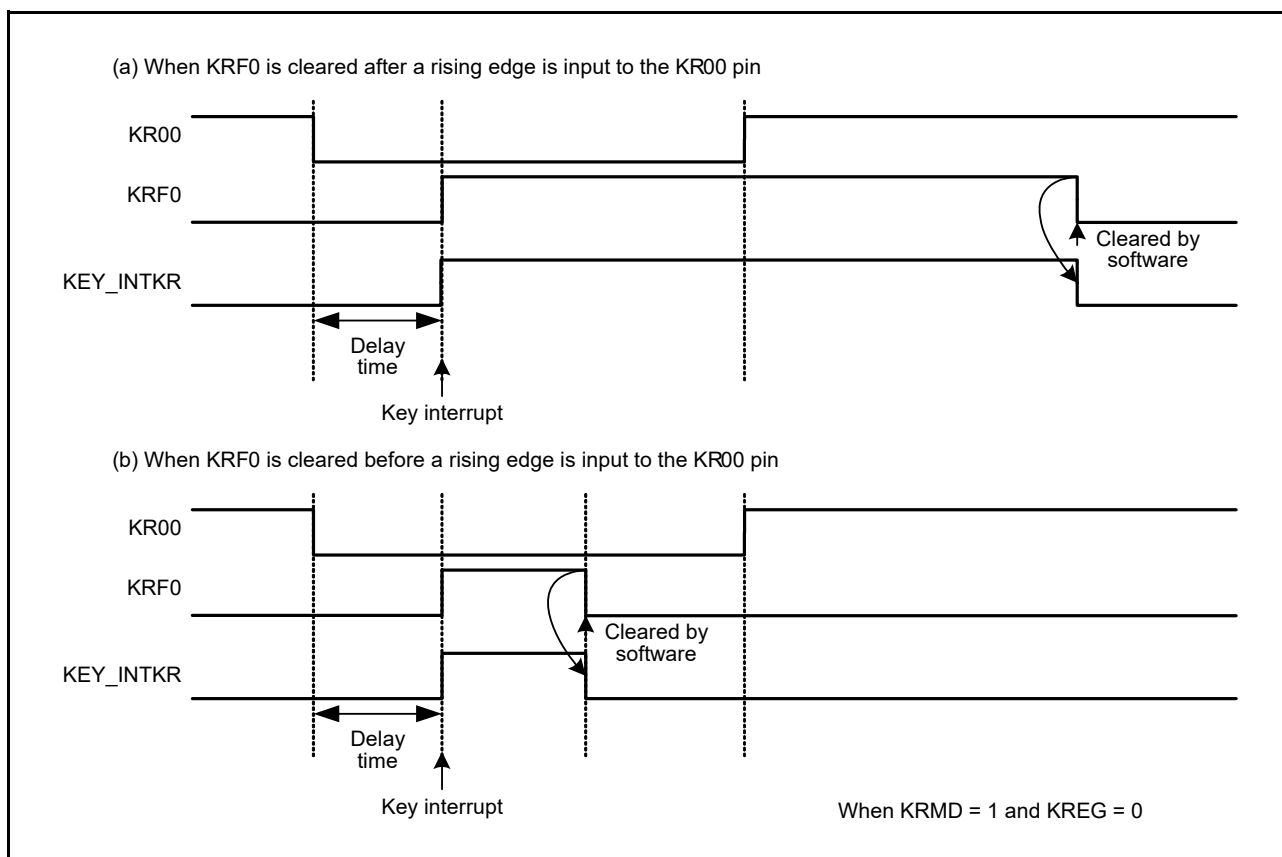 (a) When KRF0 is cleared after a rising edge is input to the KR00 pin
KR00
KRF0
Cleared by
software
KEY_INTKR
Delay
time
Key interrupt
(b) When KRF0 is cleared before a rising edge is input to the KR00 pin
KR00
KRF0
Cleared by
software
KEY_INTKR
Delay
time
Key interrupt
When KRMD = 1 and KREG = 0